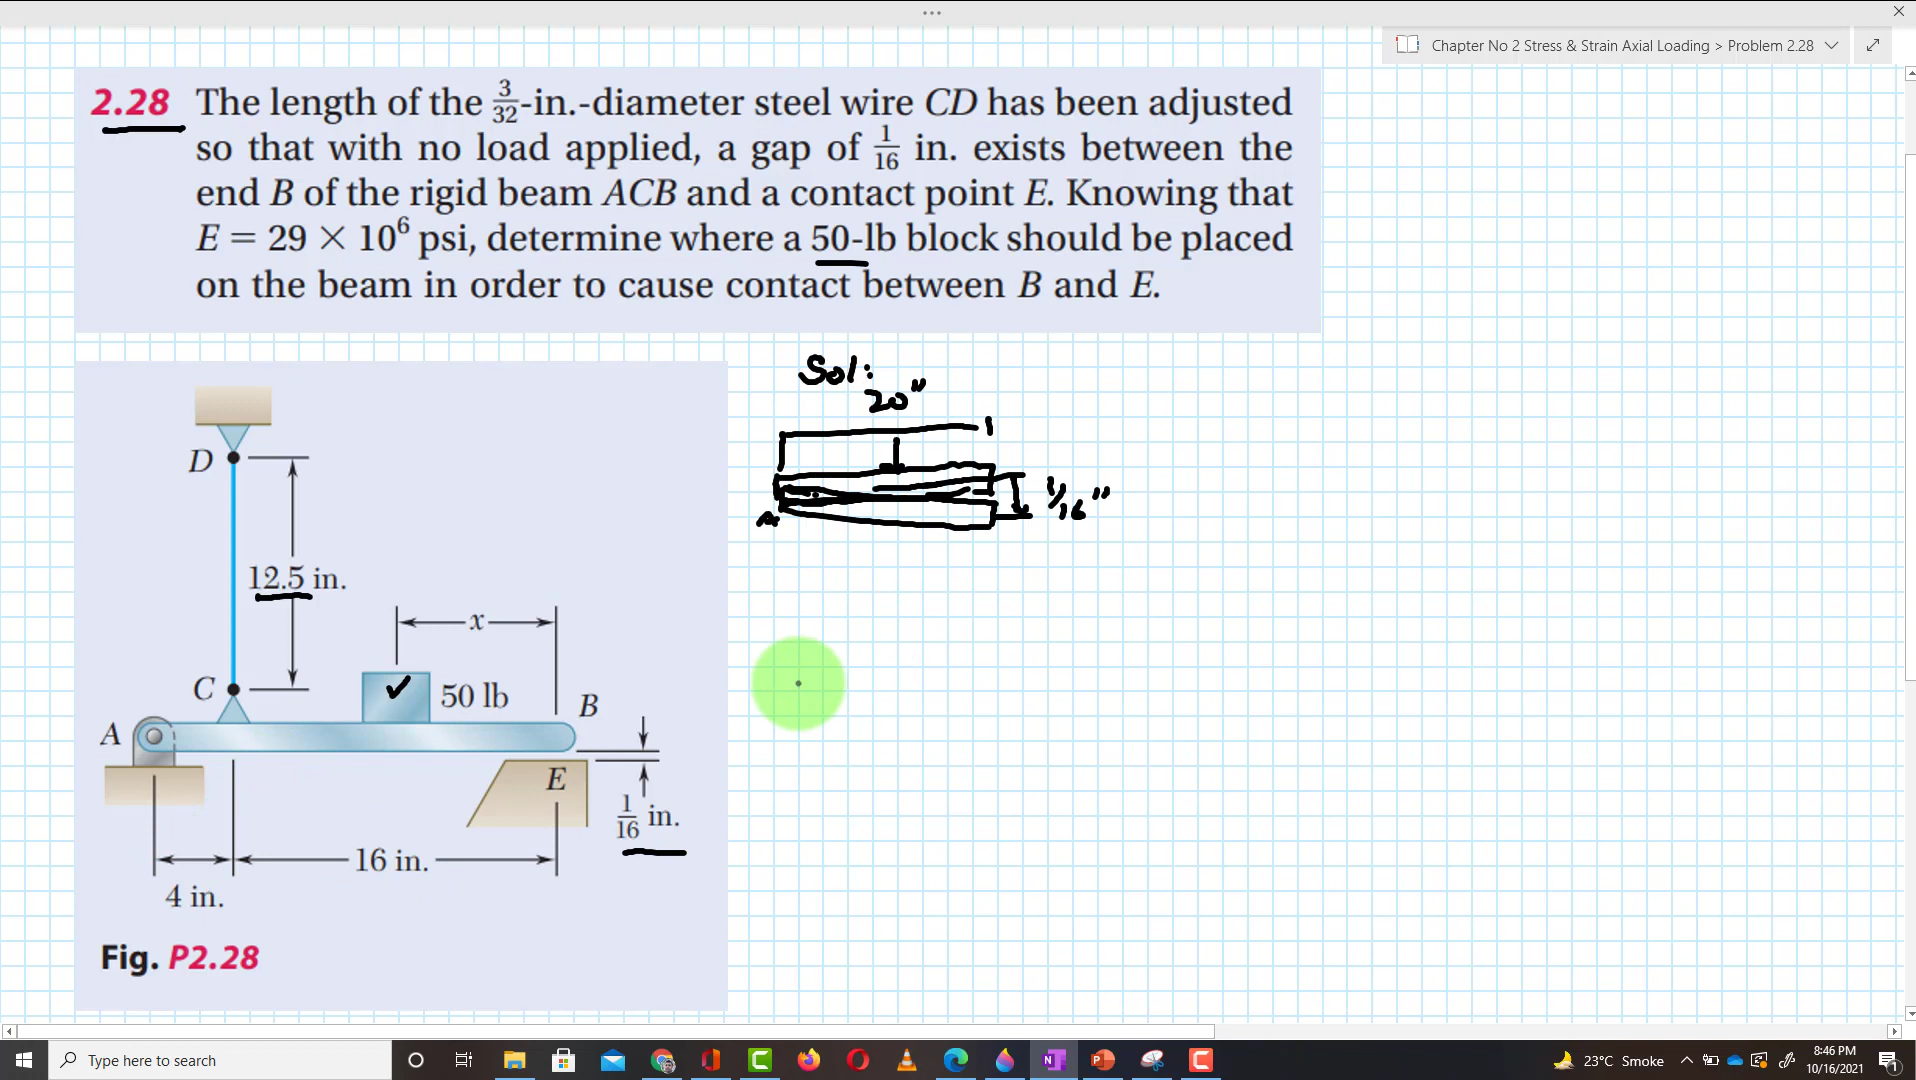 Chapter No 2 Stress & Strain Axial Loading > Problem 2.28
2.28 The length of the 3/32-in.-diameter steel wire CD has been adjusted
so that with no load applied, a gap of 1/16 in. exists between the
end B of the rigid beam ACB and a contact point E. Knowing that
E = 29 × 10⁶ psi, determine where a 50-lb block should be placed
on the beam in order to cause contact between B and E.
Sol:
20"
1/16"
A
D
12.5 in.
x
C
50 lb
B
A
E
1/16 in.
16 in.
4 in.
Fig. P2.28
Type here to search
23°C Smoke
8:46 PM
10/16/2021
1